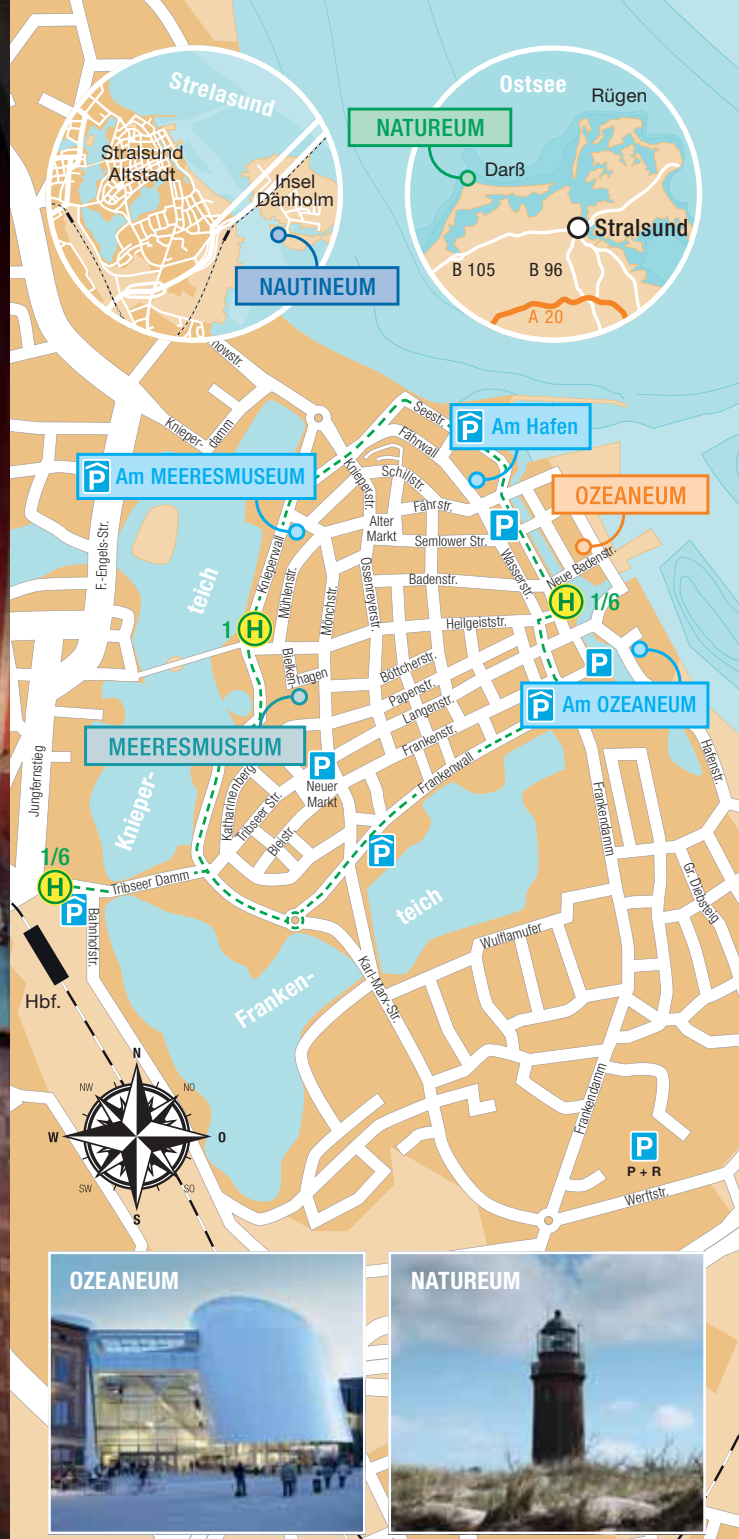 Strelasund
Stralsund
Altstadt
Insel
Dänholm
NAUTINEUM
Ostsee
Rügen
NATUREUM
Darß
Stralsund
B 105
B 96
A 20
nowstr.
Knieper-
damm
Seestr.
P Am Hafen
Fährwall
P Am MEERESMUSEUM
Knieperstr.
Schillstr.
OZEANEUM
Fährstr.
Alter
Markt
Semlower Str.
P
Wasserstr.
F.-Engels-Str.
Knieperwall
Mühlenstr.
Mönchstr.
Ossenreyerstr.
Badenstr.
Neue Badenstr.
teich
H 1/6
1 H
Heilgeiststr.
Bielken-
hagen
Böttcherstr.
Papenstr.
Langenstr.
Frankenstr.
P
P Am OZEANEUM
MEERESMUSEUM
Jungfernstieg
Knieper-
Katharinenberg
P
Neuer
Markt
Frankenwall
Hafenstr.
Tribseer Str.
Bleistr.
Frankendamm
P
1/6
H
Tribseer Damm
P
Bahnhofstr.
teich
Gr. Diebsteig
Wulflamufer
Franken-
Karl-Marx-Str.
Hbf.
N
NW
NO
W
O
SW
SO
S
Frankendamm
P
P + R
Werftstr.
OZEANEUM
NATUREUM